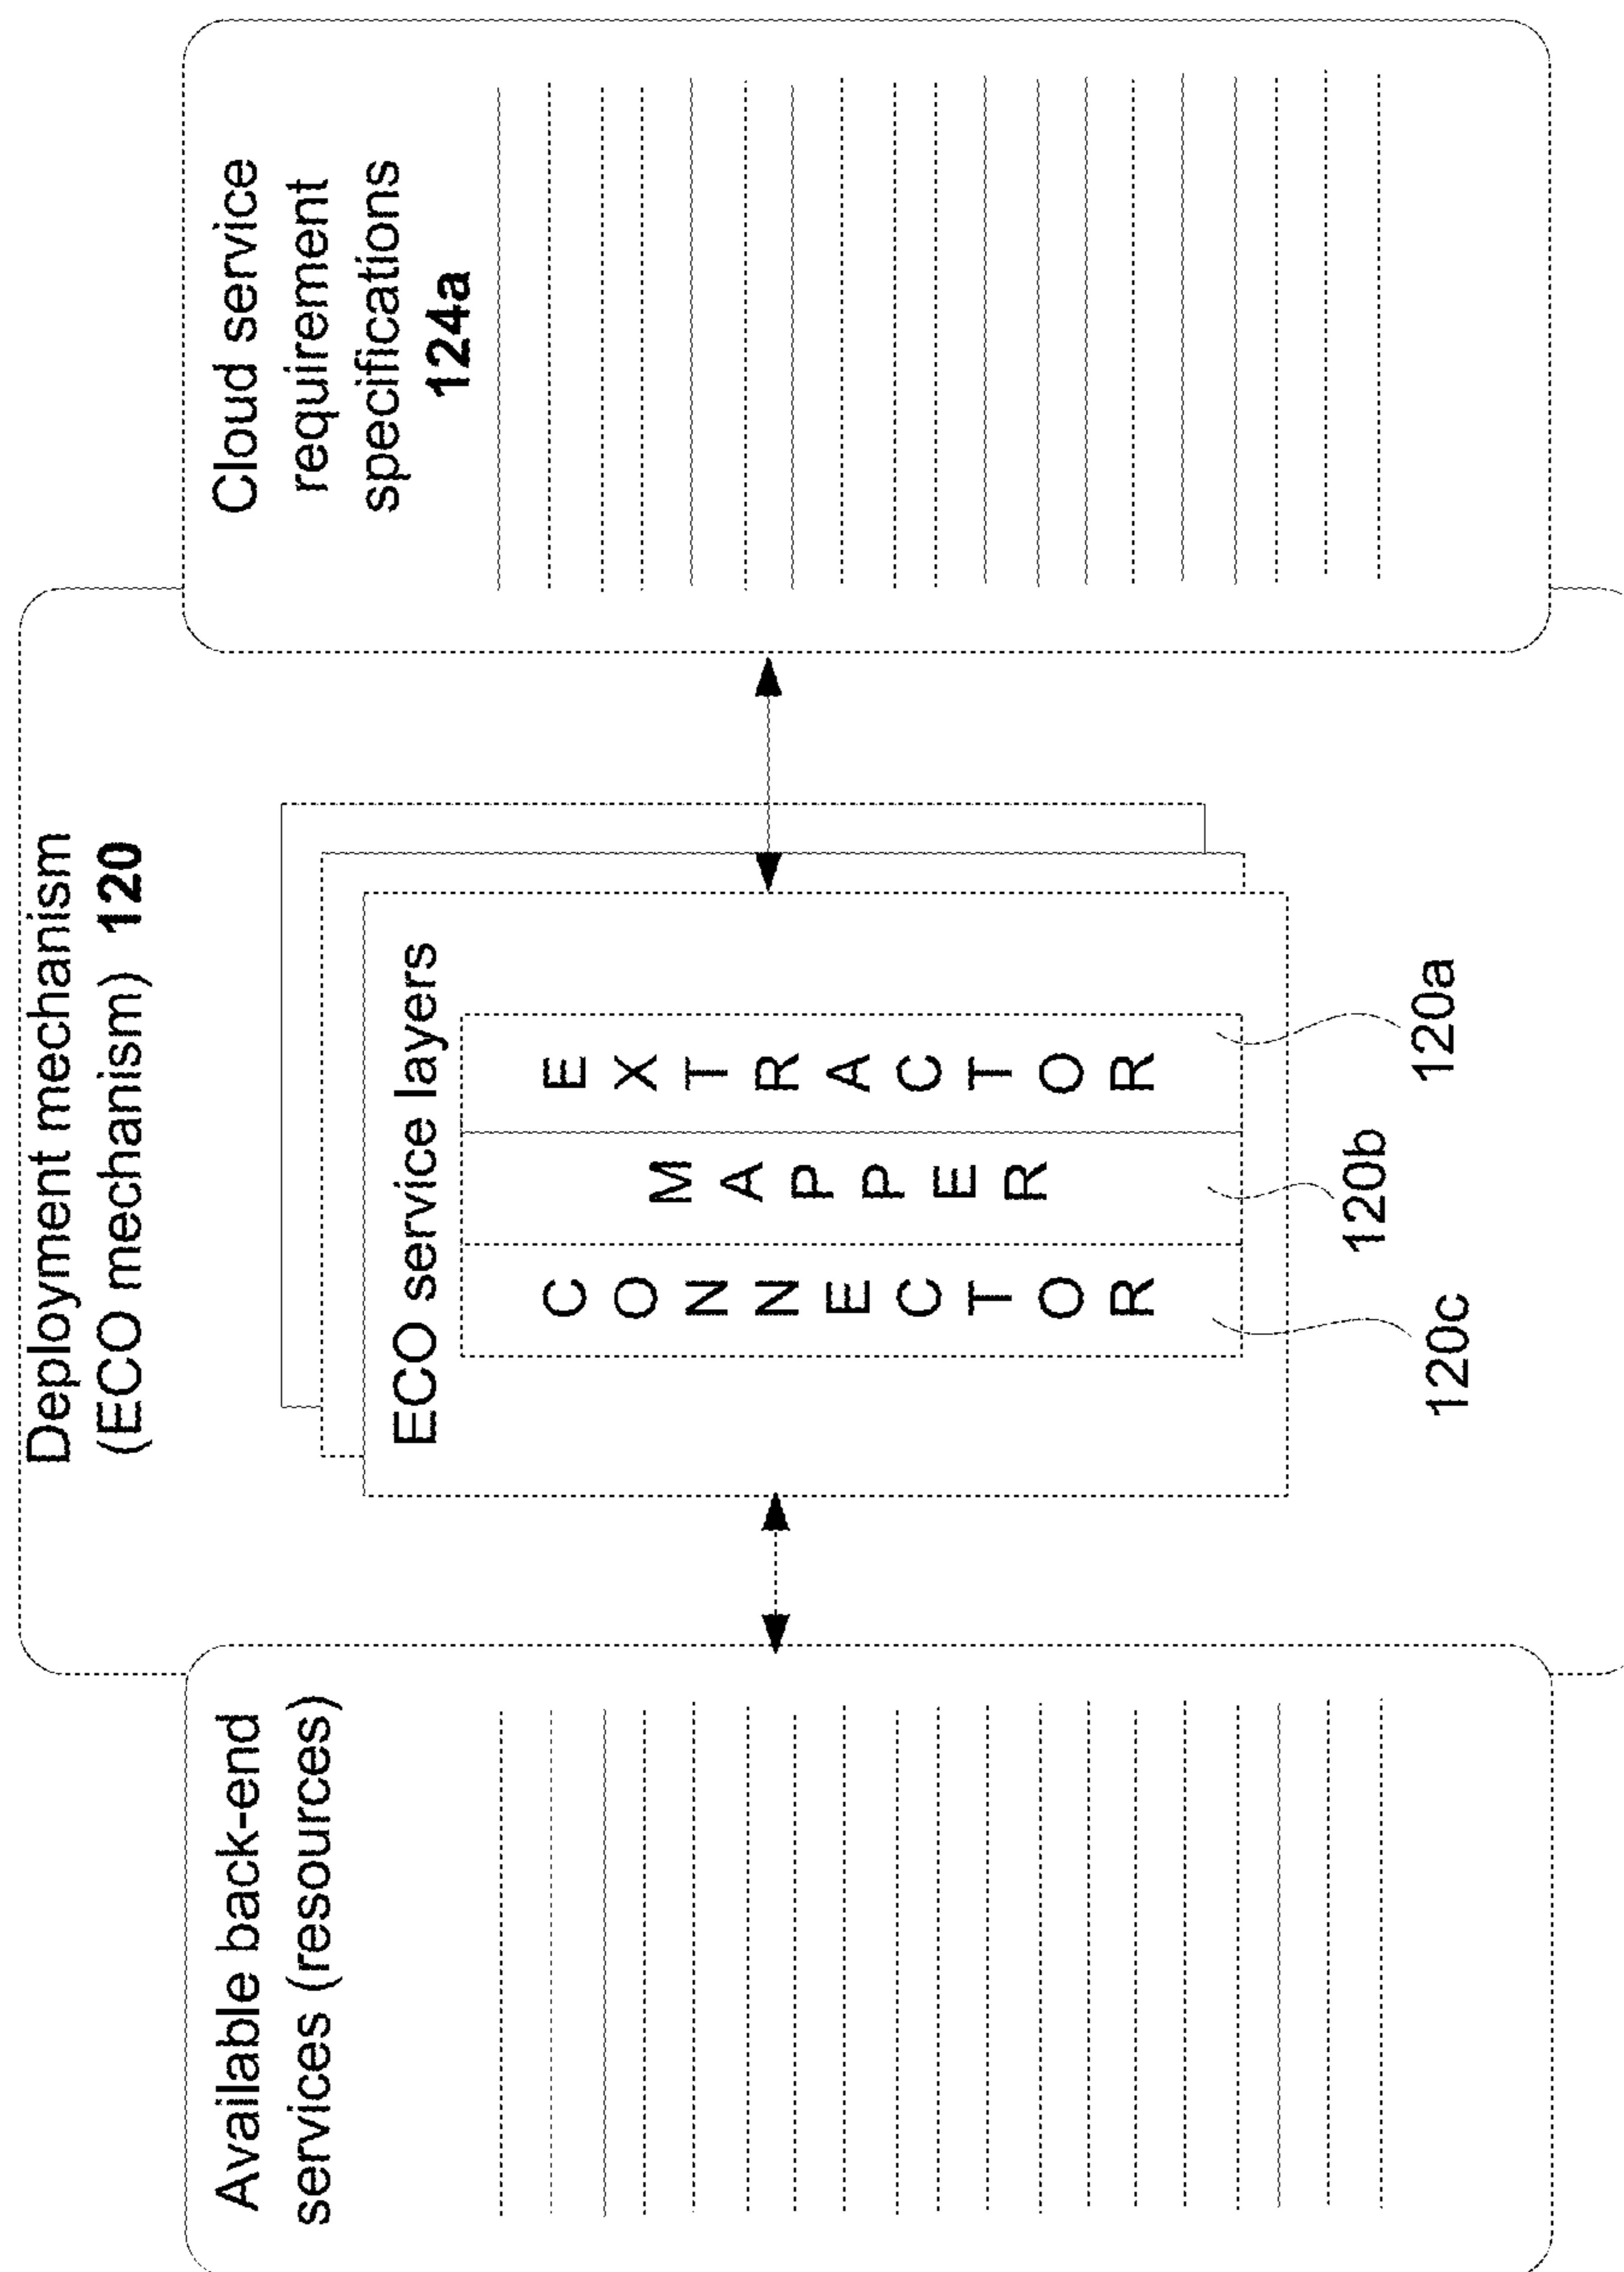 Deployment mechanism
(ECO mechanism) 120
Available back-end
services (resources)
ECO service layers
CONNECTOR
MAPPER
EXTRACTOR
120c
120b
120a
Cloud service
requirement
specifications
124a